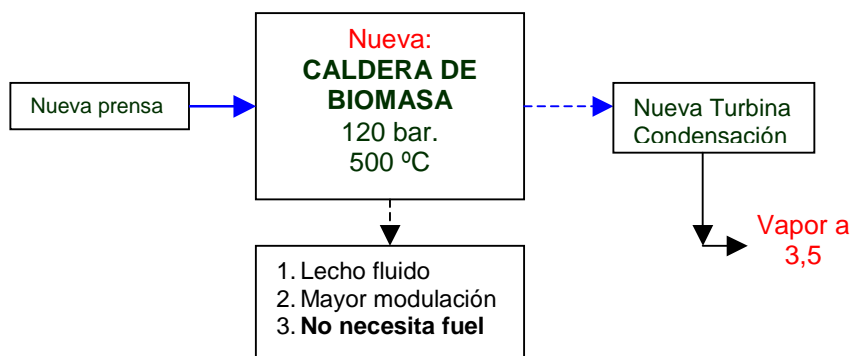 Nueva prensa
Nueva:
CALDERA DE
BIOMASA
120 bar.
500 ºC
Nueva Turbina
Condensación
Vapor a
3,5
1. Lecho fluido
2. Mayor modulación
3. No necesita fuel